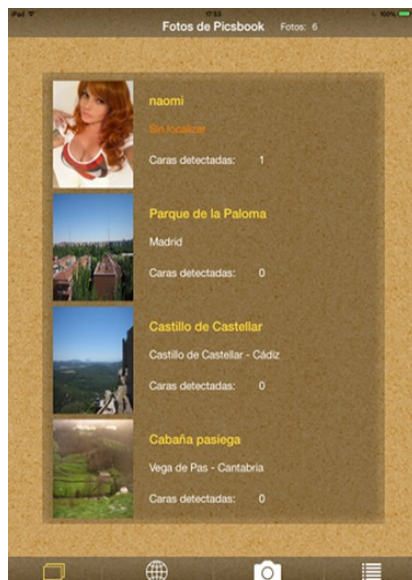 iPad
17:53
100%
Fotos de Picsbook Fotos: 6
naomi
Sin localizar
Caras detectadas: 1
Parque de la Paloma
Madrid
Caras detectadas: 0
Castillo de Castellar
Castillo de Castellar - Cádiz
Caras detectadas: 0
Cabaña pasiega
Vega de Pas - Cantabria
Caras detectadas: 0